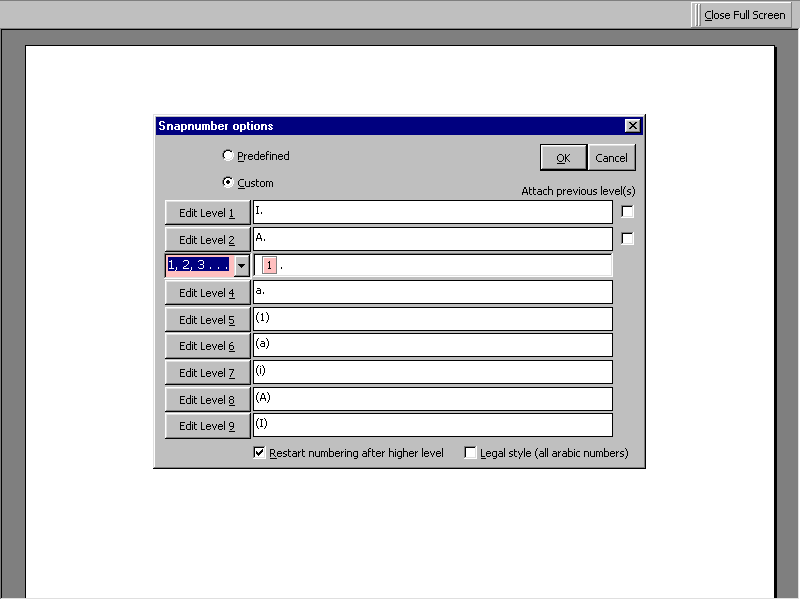 Close Full Screen
Snapnumber options
Predefined
OK Cancel
Custom
Attach previous level(s)
Edit Level 1 I.
Edit Level 2 A.
1, 2, 3 . . . 1 .
Edit Level 4 a.
Edit Level 5 (1)
Edit Level 6 (a)
Edit Level 7 (i)
Edit Level 8 (A)
Edit Level 9 (I)
Restart numbering after higher level Legal style (all arabic numbers)